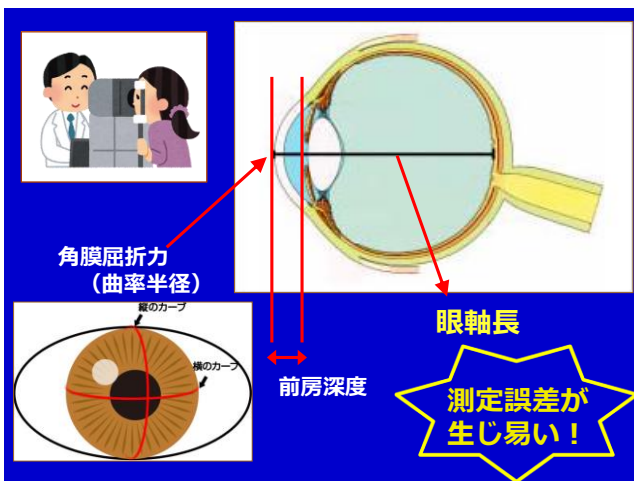 角膜屈折力
（曲率半径）
縦のカーブ
横のカーブ
前房深度
眼軸長
測定誤差が
生じ易い！